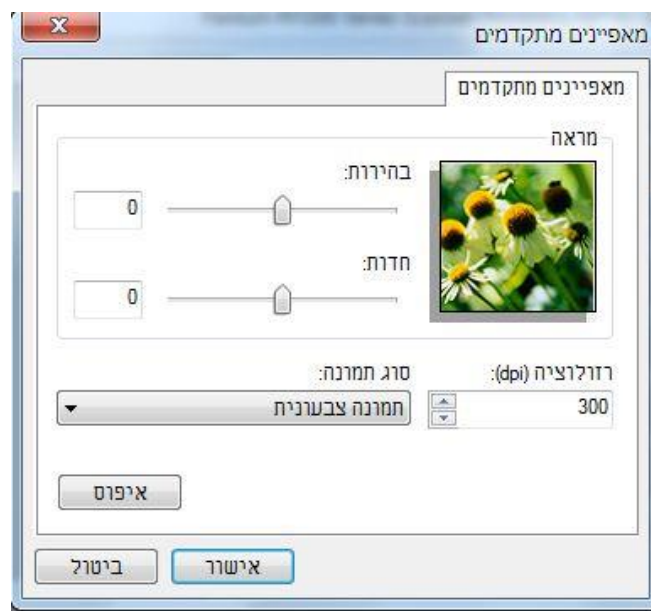 מאפיינים מתקדמים
מאפיינים מתקדמים
מראה
בהירות:
0
חדות:
0
רזולוציה (dpi): סוג תמונה:
300 תמונה צבעונית
איפוס
אישור ביטול